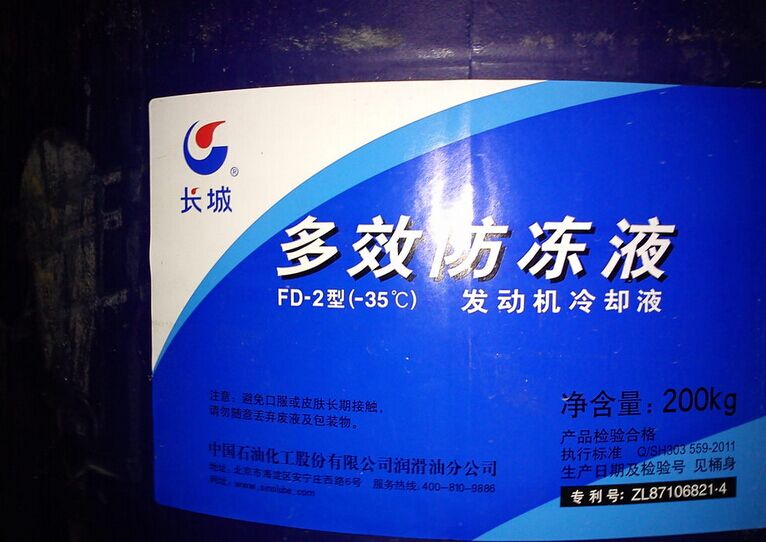 ®
长城
多效防冻液
FD-2型(-35℃) 发动机冷却液
注意：避免口服或皮肤长期接触，
请勿随意丢弃废液及包装物。
净含量：200kg
产品检验合格
执行标准 Q/SH303 559-2011
生产日期及检验号 见桶身
专利号：ZL87106821·4
中国石油化工股份有限公司润滑油分公司
地址：北京市海淀区安宁庄西路6号 服务热线：400-810-9886
网址：www.sinolube.com